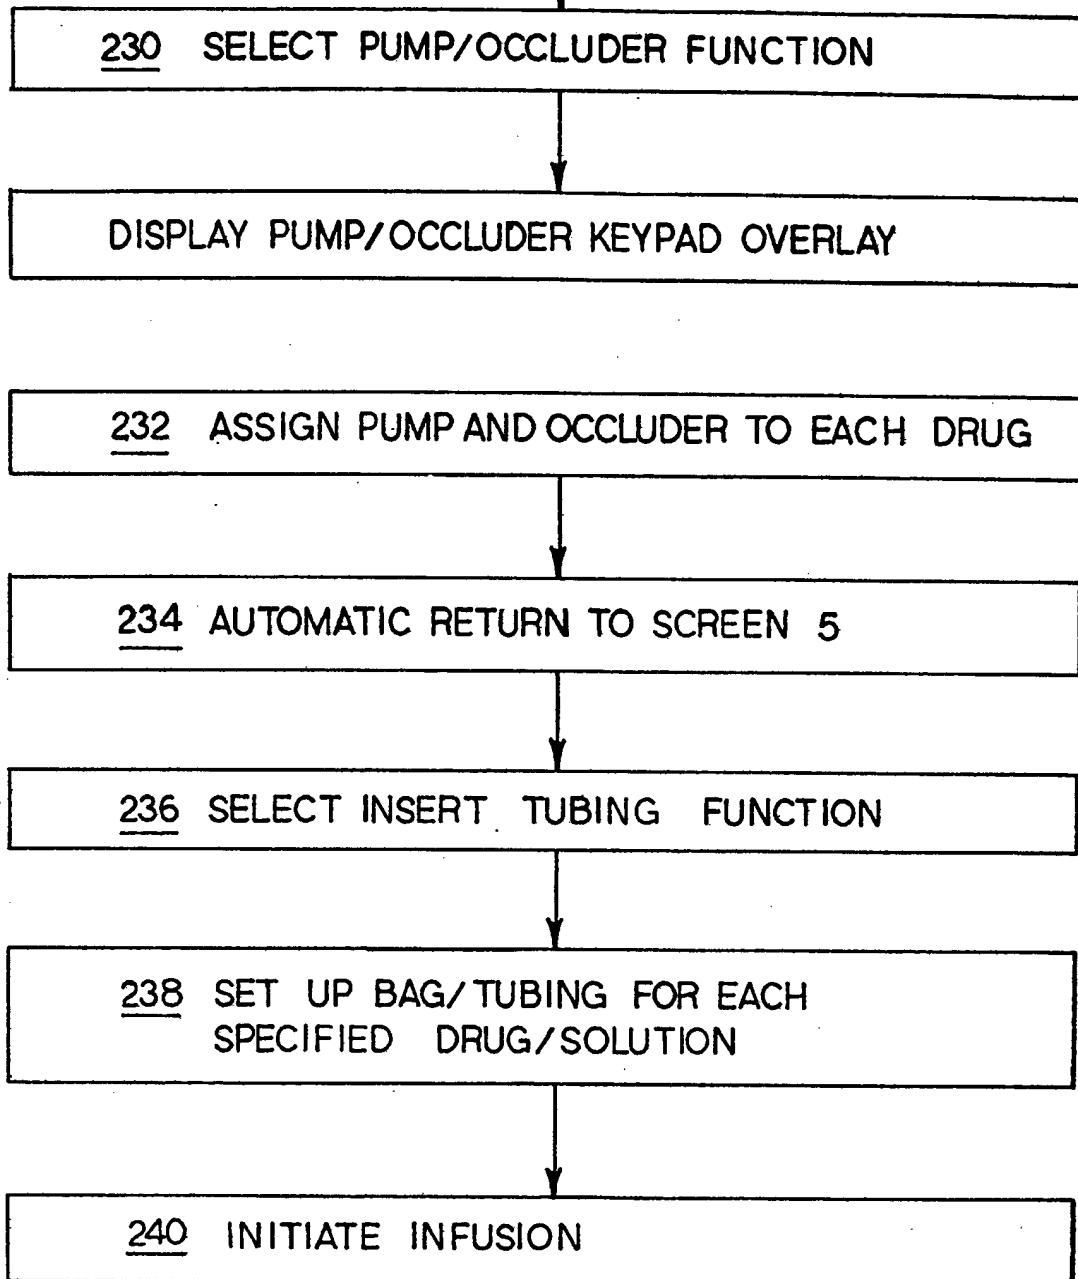 230 SELECT PUMP/OCCLUDER FUNCTION
DISPLAY PUMP/OCCLUDER KEYPAD OVERLAY
232 ASSIGN PUMP AND OCCLUDER TO EACH DRUG
234 AUTOMATIC RETURN TO SCREEN 5
236 SELECT INSERT TUBING FUNCTION
238 SET UP BAG/TUBING FOR EACH
SPECIFIED DRUG/SOLUTION
240 INITIATE INFUSION